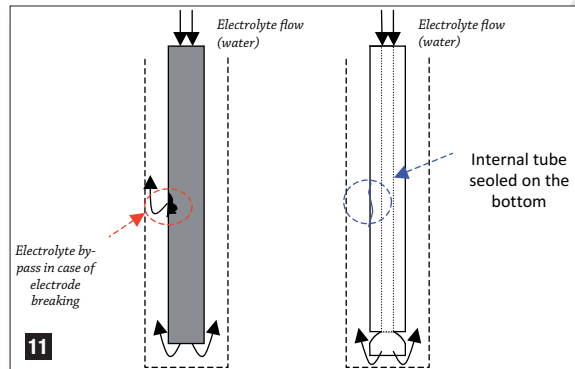 Electrolyte flow
(water)
Electrolyte flow
(water)
Internal tube
seoled on the
bottom
Electrolyte by-
pass in case of
electrode
breaking
11